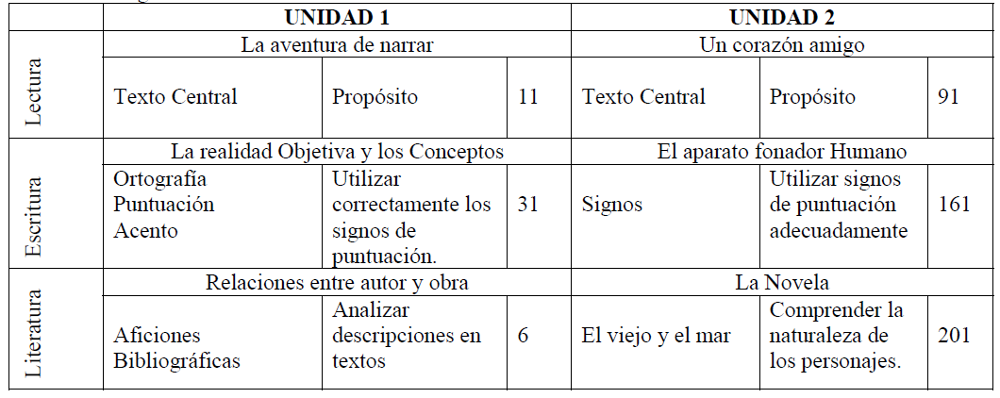 UNIDAD 1
UNIDAD 2
Lectura
La aventura de narrar
Un corazón amigo
Texto Central
Propósito
11
Texto Central
Propósito
91
Escritura
La realidad Objetiva y los Conceptos
El aparato fonador Humano
Ortografía
Puntuación
Acento
Utilizar
correctamente los
signos de
puntuación.
31
Signos
Utilizar signos
de puntuación
adecuadamente
161
Literatura
Relaciones entre autor y obra
La Novela
Aficiones
Bibliográficas
Analizar
descripciones en
textos
6
El viejo y el mar
Comprender la
naturaleza de
los personajes.
201